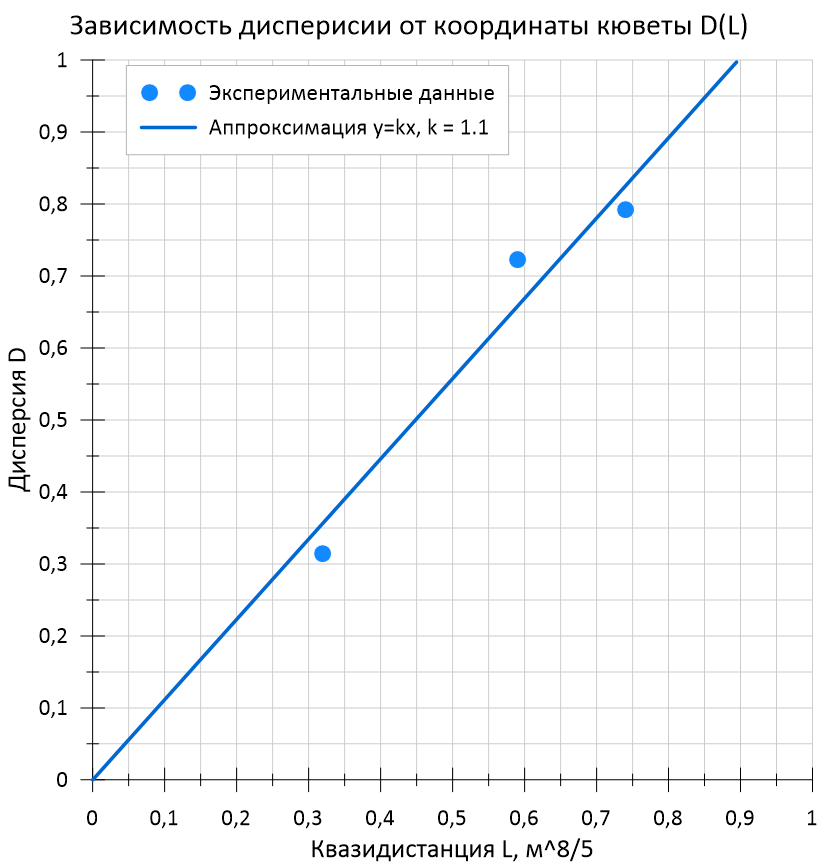 Зависимость дисперисии от координаты кюветы D(L)
Экспериментальные данные
Аппроксимация y=kx, k = 1.1
Дисперсия D
1
0,9
0,8
0,7
0,6
0,5
0,4
0,3
0,2
0,1
0
0 0,1 0,2 0,3 0,4 0,5 0,6 0,7 0,8 0,9 1
Квазидистанция L, м^8/5